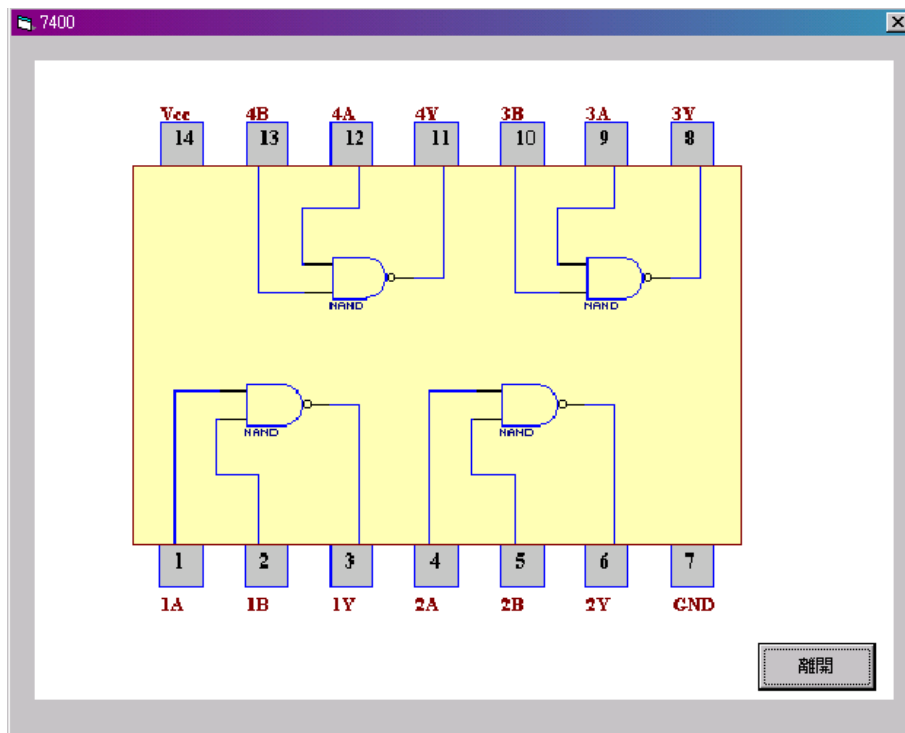 7400
Vcc 4B 4A 4Y 3B 3A 3Y
14 13 12 11 10 9 8
NAND NAND
NAND NAND
1 2 3 4 5 6 7
1A 1B 1Y 2A 2B 2Y GND
離開